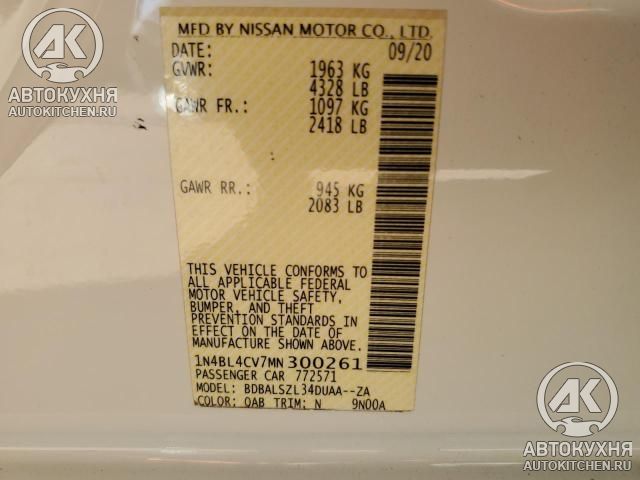 АК
АВТОКУХНЯ
AUTOKITCHEN.RU
MFD BY NISSAN MOTOR CO., LTD.
DATE: 09/20
GVWR: 1963 KG
4328 LB
GAWR FR.: 1097 KG
2418 LB
GAWR RR.: 945 KG
2083 LB
THIS VEHICLE CONFORMS TO
ALL APPLICABLE FEDERAL
MOTOR VEHICLE SAFETY,
BUMPER, AND THEFT
PREVENTION STANDARDS IN
EFFECT ON THE DATE OF
MANUFACTURE SHOWN ABOVE.
1N4BL4CV7MN300261
PASSENGER CAR 772571
MODEL: BDBALSZL34DUAA--ZA
COLOR: QAB TRIM: N 9N00A
АК
АВТОКУХНЯ
AUTOKITCHEN.RU